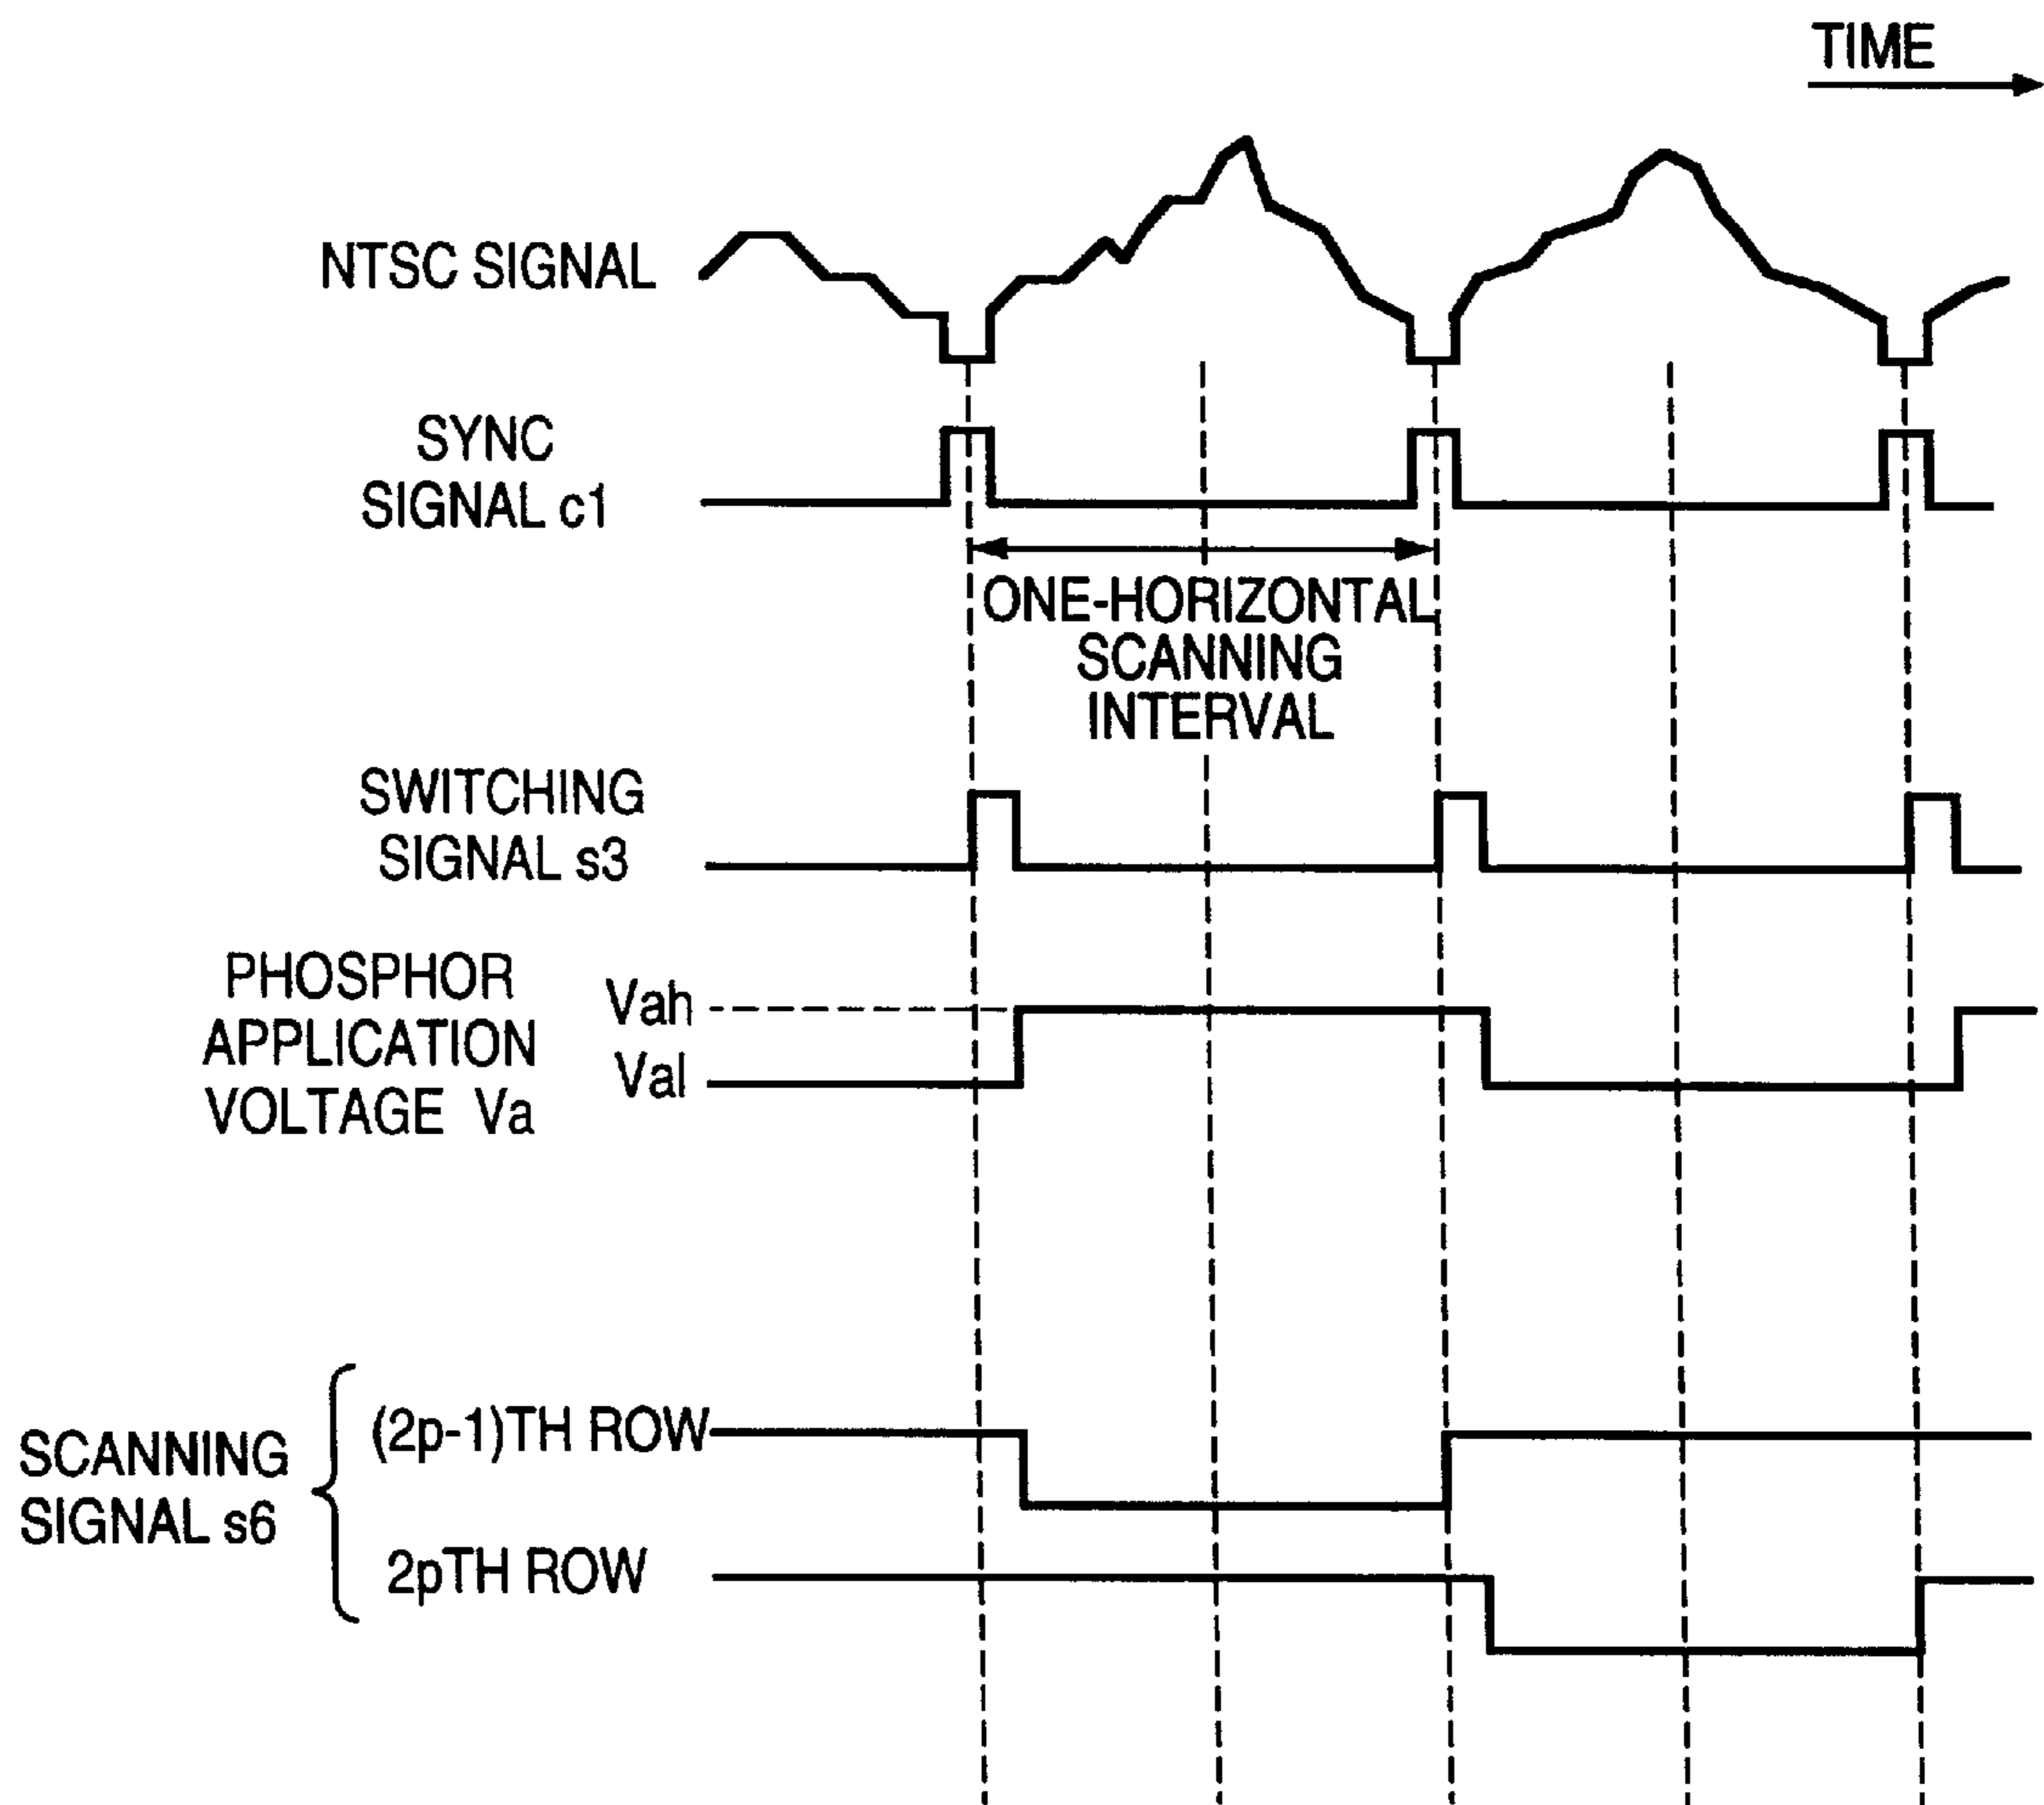 TIME
NTSC SIGNAL
SYNC
SIGNAL c1
ONE-HORIZONTAL
SCANNING
INTERVAL
SWITCHING
SIGNAL s3
PHOSPHOR
APPLICATION
VOLTAGE Va
Vah
Val
SCANNING
SIGNAL s6
(2p-1)TH ROW
2pTH ROW